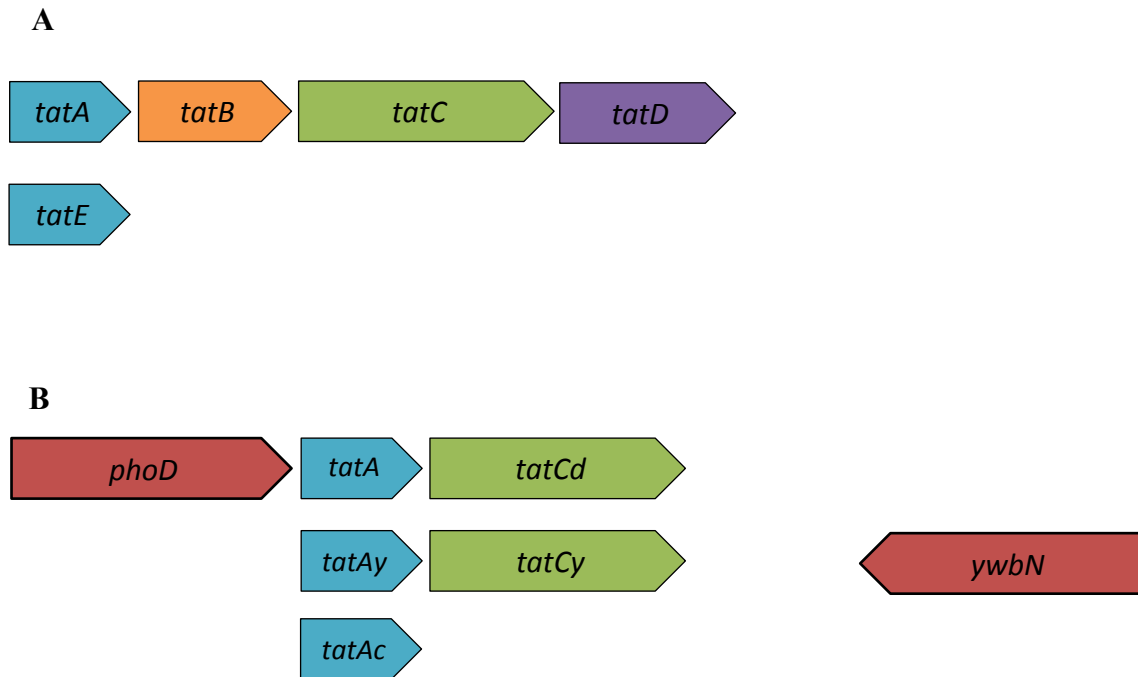 A
tatA tatB tatC tatD
tatE
B
phoD tatA tatCd
tatAy tatCy ywbN
tatAc